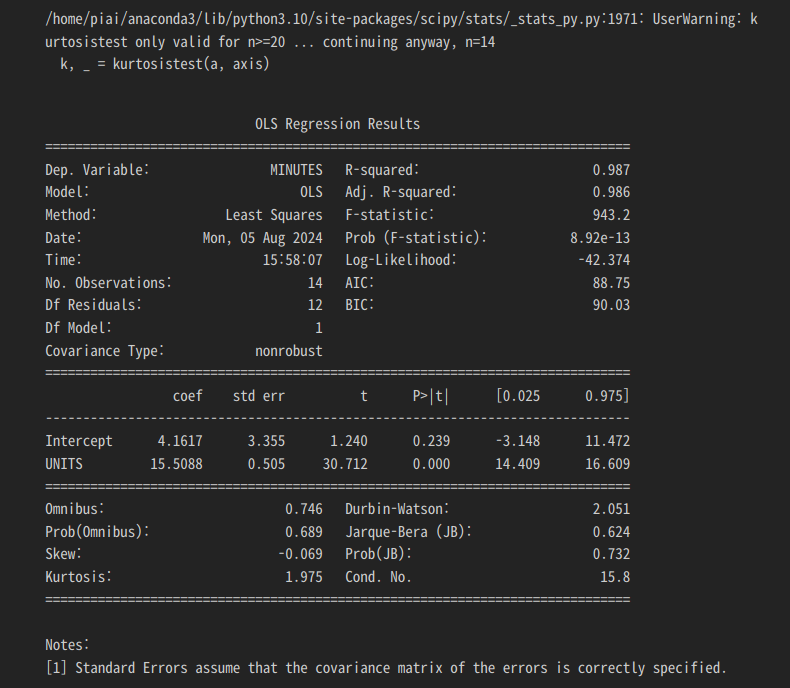 /home/piai/anaconda3/lib/python3.10/site-packages/scipy/stats/_stats_py.py:1971: UserWarning: k
urtosistest only valid for n>=20 ... continuing anyway, n=14
  k, _ = kurtosistest(a, axis)
                            OLS Regression Results
==============================================================================
Dep. Variable:                MINUTES   R-squared:                       0.987
Model:                            OLS   Adj. R-squared:                  0.986
Method:                 Least Squares   F-statistic:                     943.2
Date:                Mon, 05 Aug 2024   Prob (F-statistic):           8.92e-13
Time:                        15:58:07   Log-Likelihood:                -42.374
No. Observations:                  14   AIC:                             88.75
Df Residuals:                      12   BIC:                             90.03
Df Model:                           1
Covariance Type:            nonrobust
==============================================================================
                 coef    std err          t      P>|t|      [0.025      0.975]
------------------------------------------------------------------------------
Intercept      4.1617      3.355      1.240      0.239      -3.148      11.472
UNITS         15.5088      0.505     30.712      0.000      14.409      16.609
==============================================================================
Omnibus:                        0.746   Durbin-Watson:                   2.051
Prob(Omnibus):                  0.689   Jarque-Bera (JB):                0.624
Skew:                          -0.069   Prob(JB):                        0.732
Kurtosis:                       1.975   Cond. No.                         15.8
==============================================================================
Notes:
[1] Standard Errors assume that the covariance matrix of the errors is correctly specified.